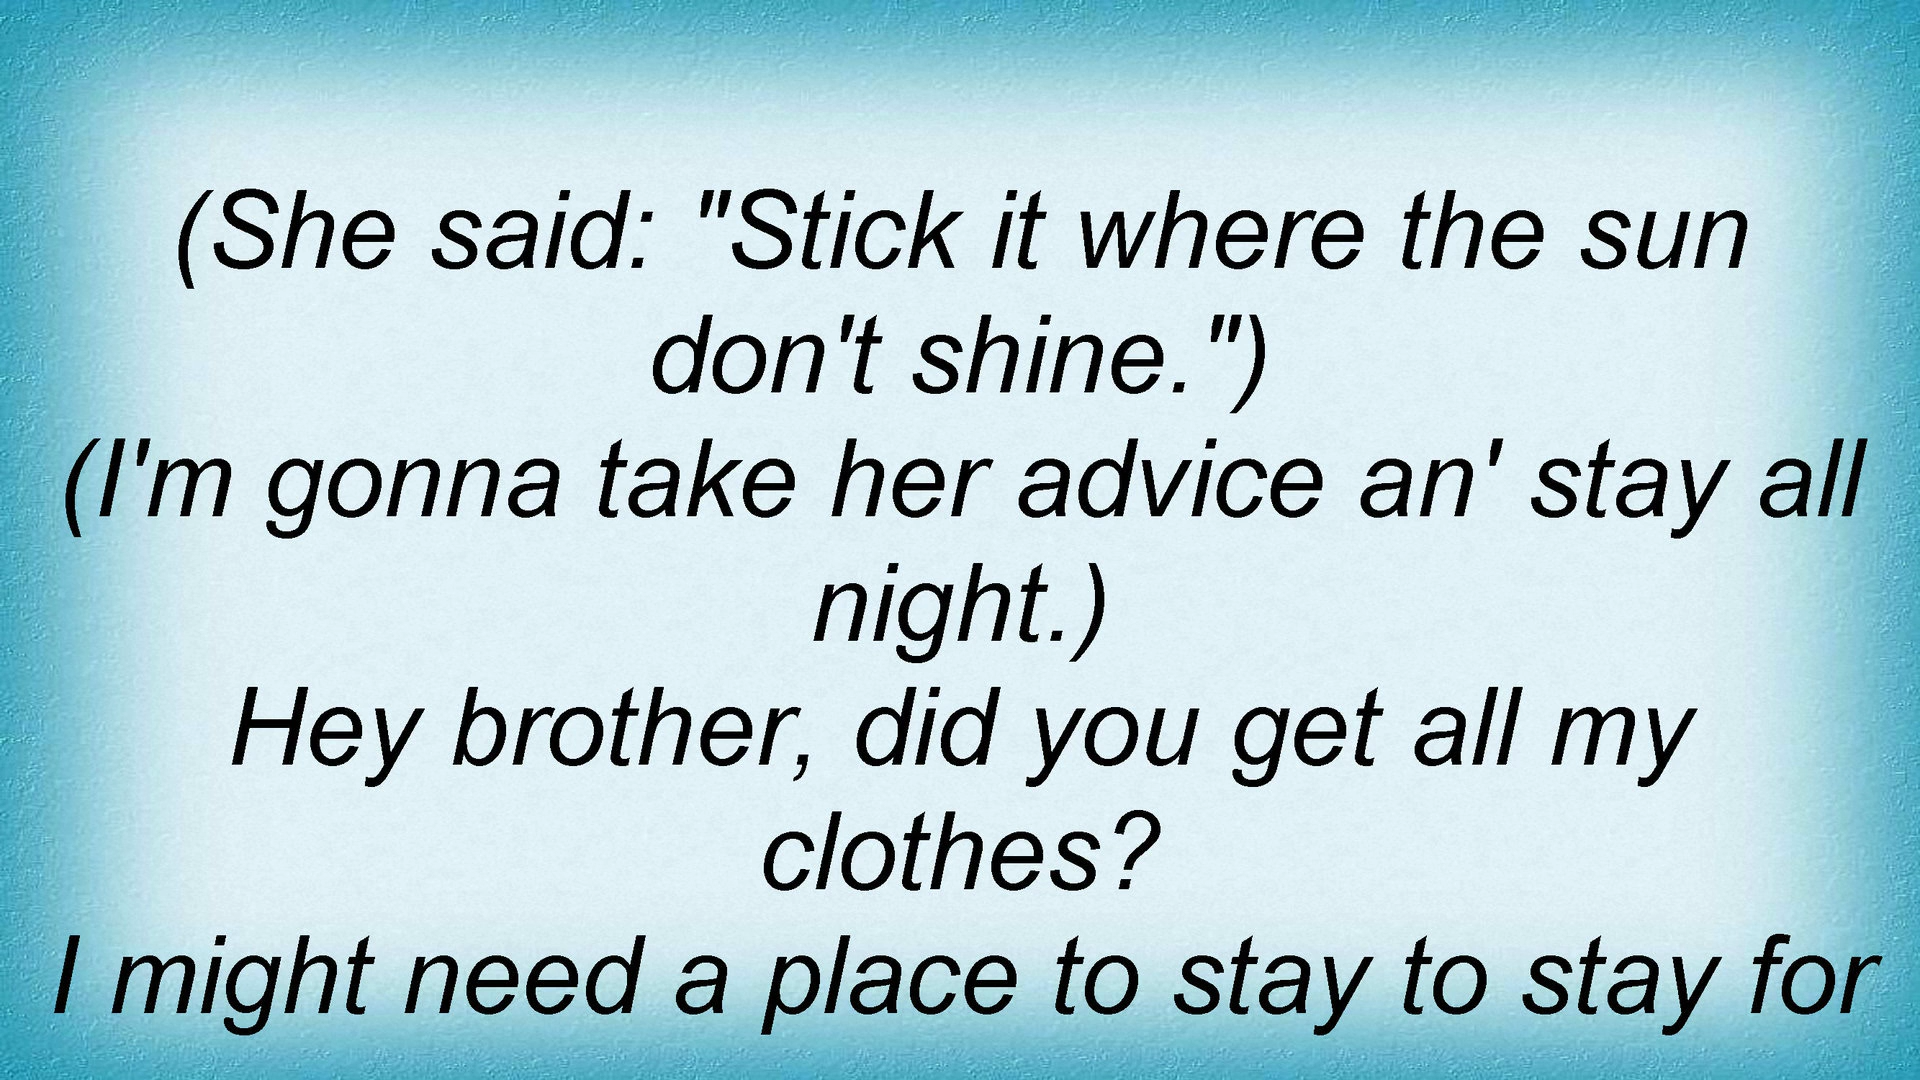 (She said: "Stick it where the sun
don't shine.")
(I'm gonna take her advice an' stay all
night.)
Hey brother, did you get all my
clothes?
I might need a place to stay to stay for